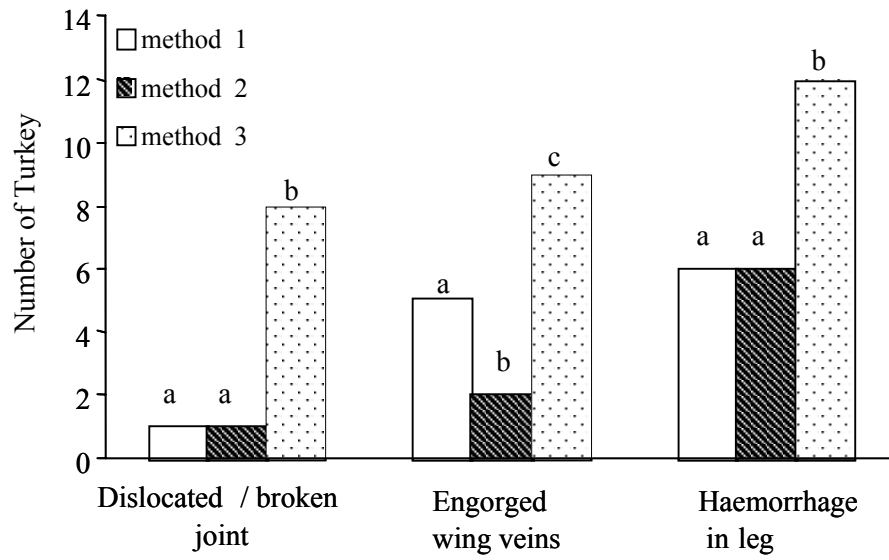 14
12
10
8
6
4
2
0
Number of Turkey
method 1
method 2
method 3
a a b
a b c
a a b
Dislocated / broken
joint
Engorged
wing veins
Haemorrhage
in leg